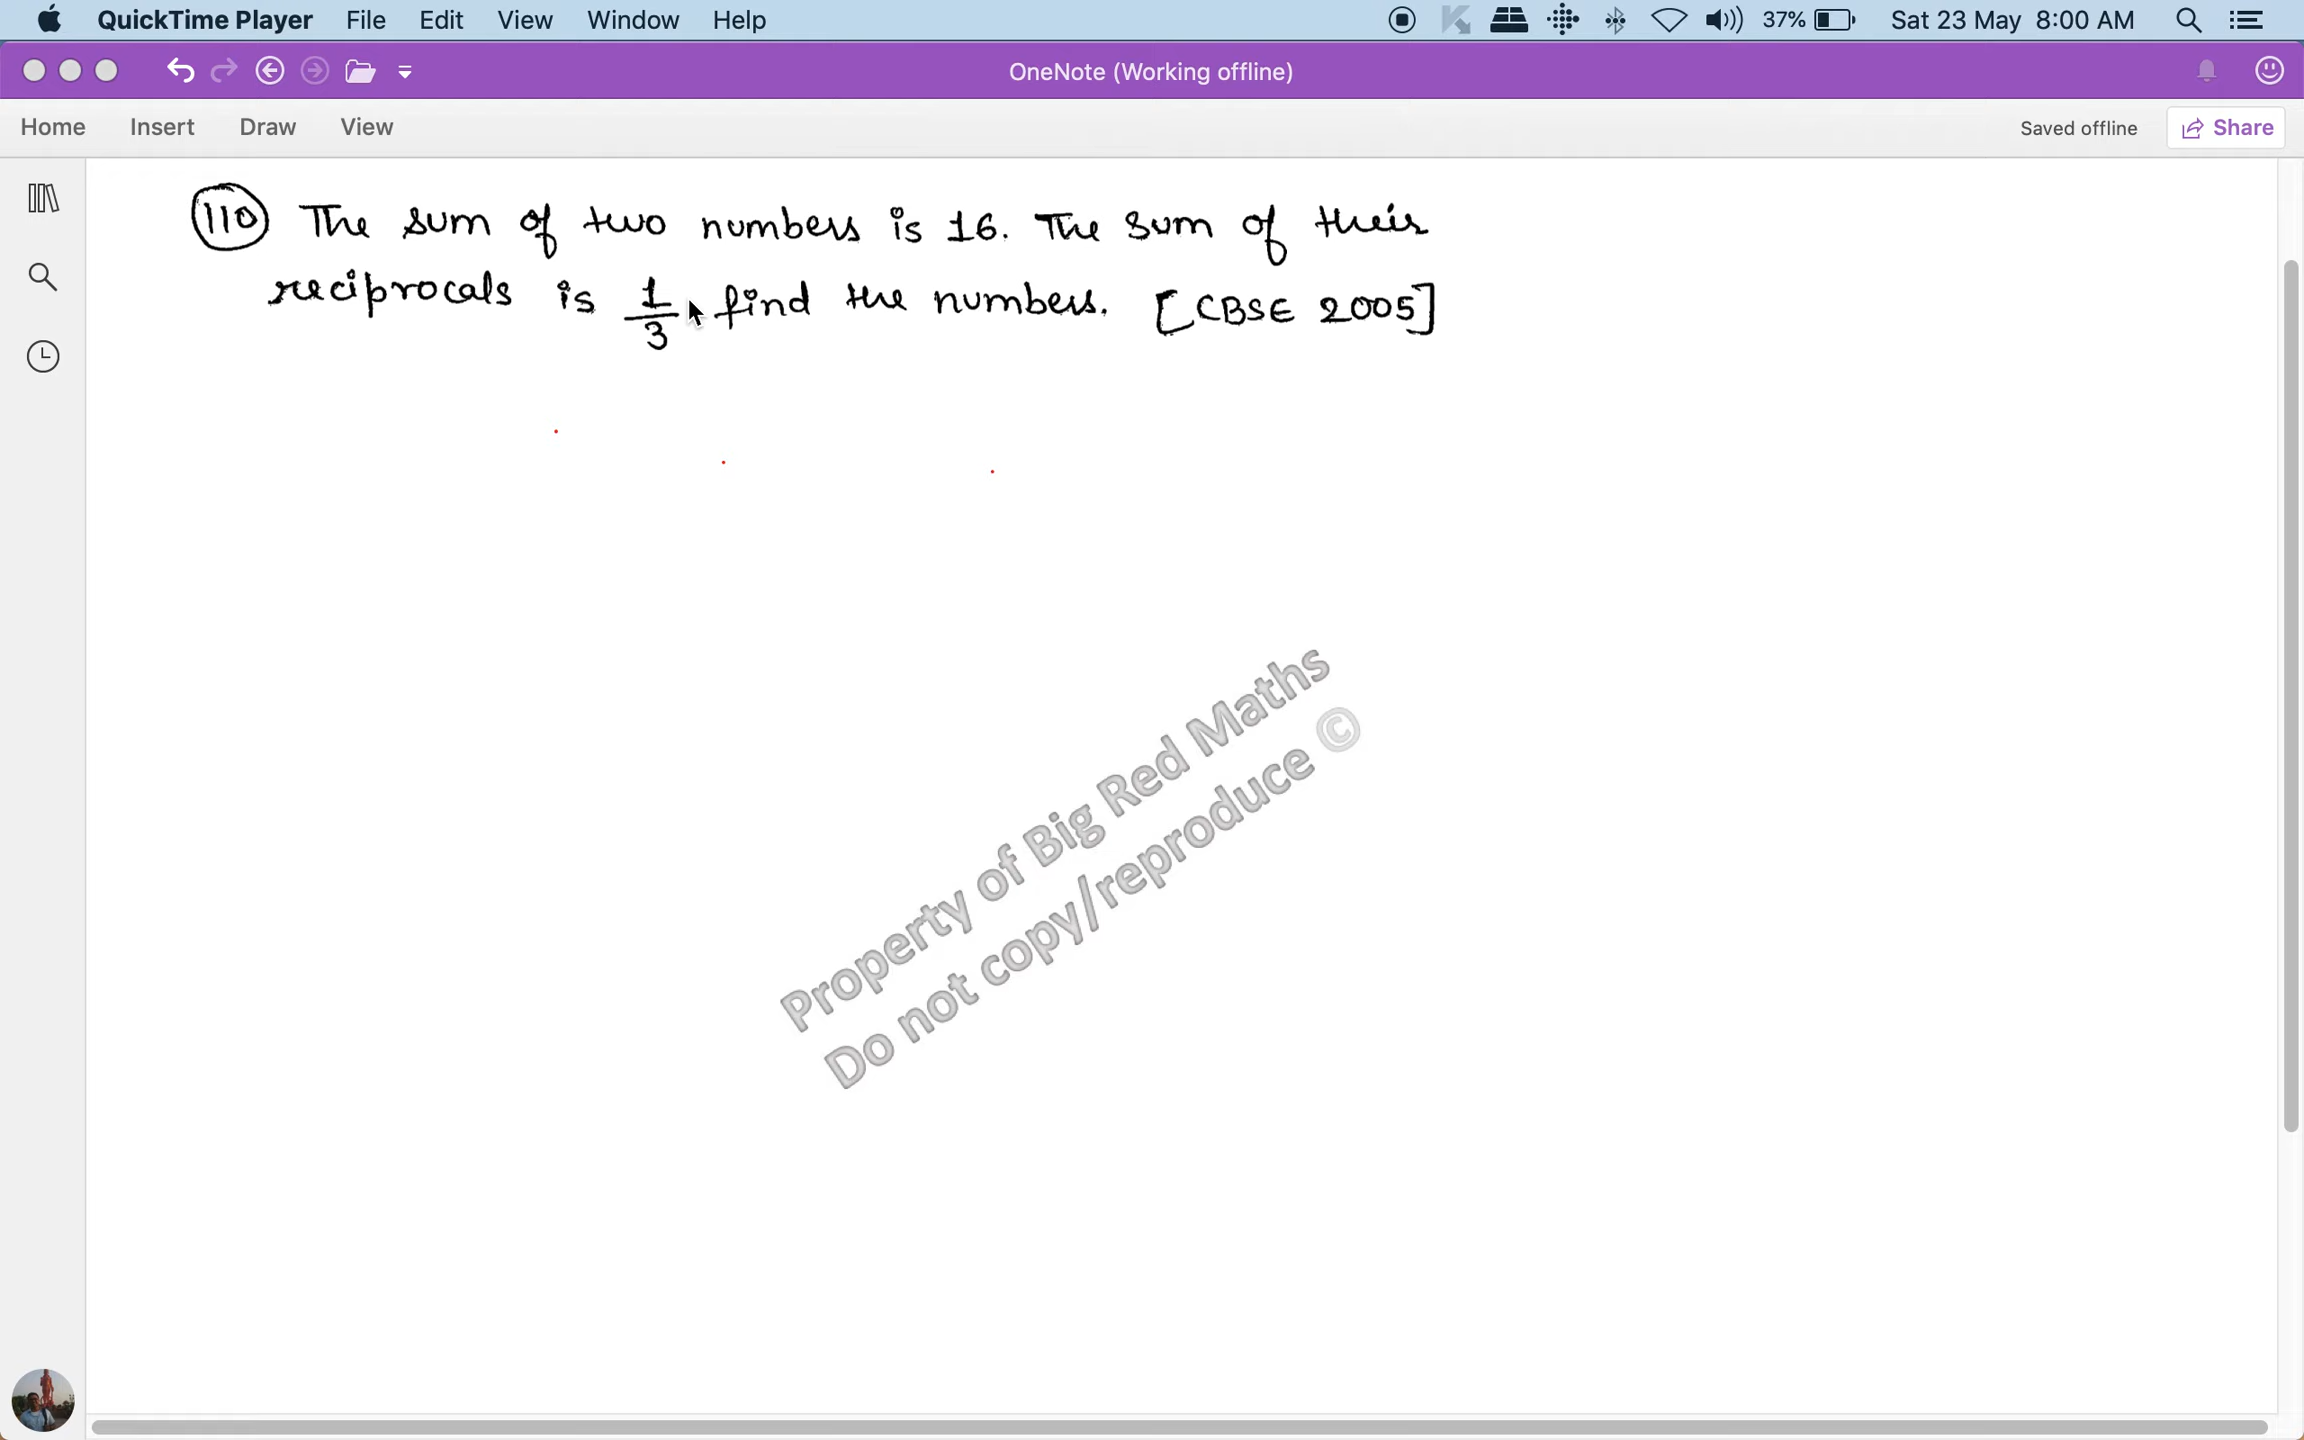 QuickTime Player File Edit View Window Help 37% Sat 23 May 8:00 AM
OneNote (Working offline)
Home Insert Draw View Saved offline Share
110 The sum of two numbers is 16. The sum of their
reciprocals is 1/3. find the numbers. [CBSE 2005]
Property of Big Red Maths
Do not copy/reproduce ©